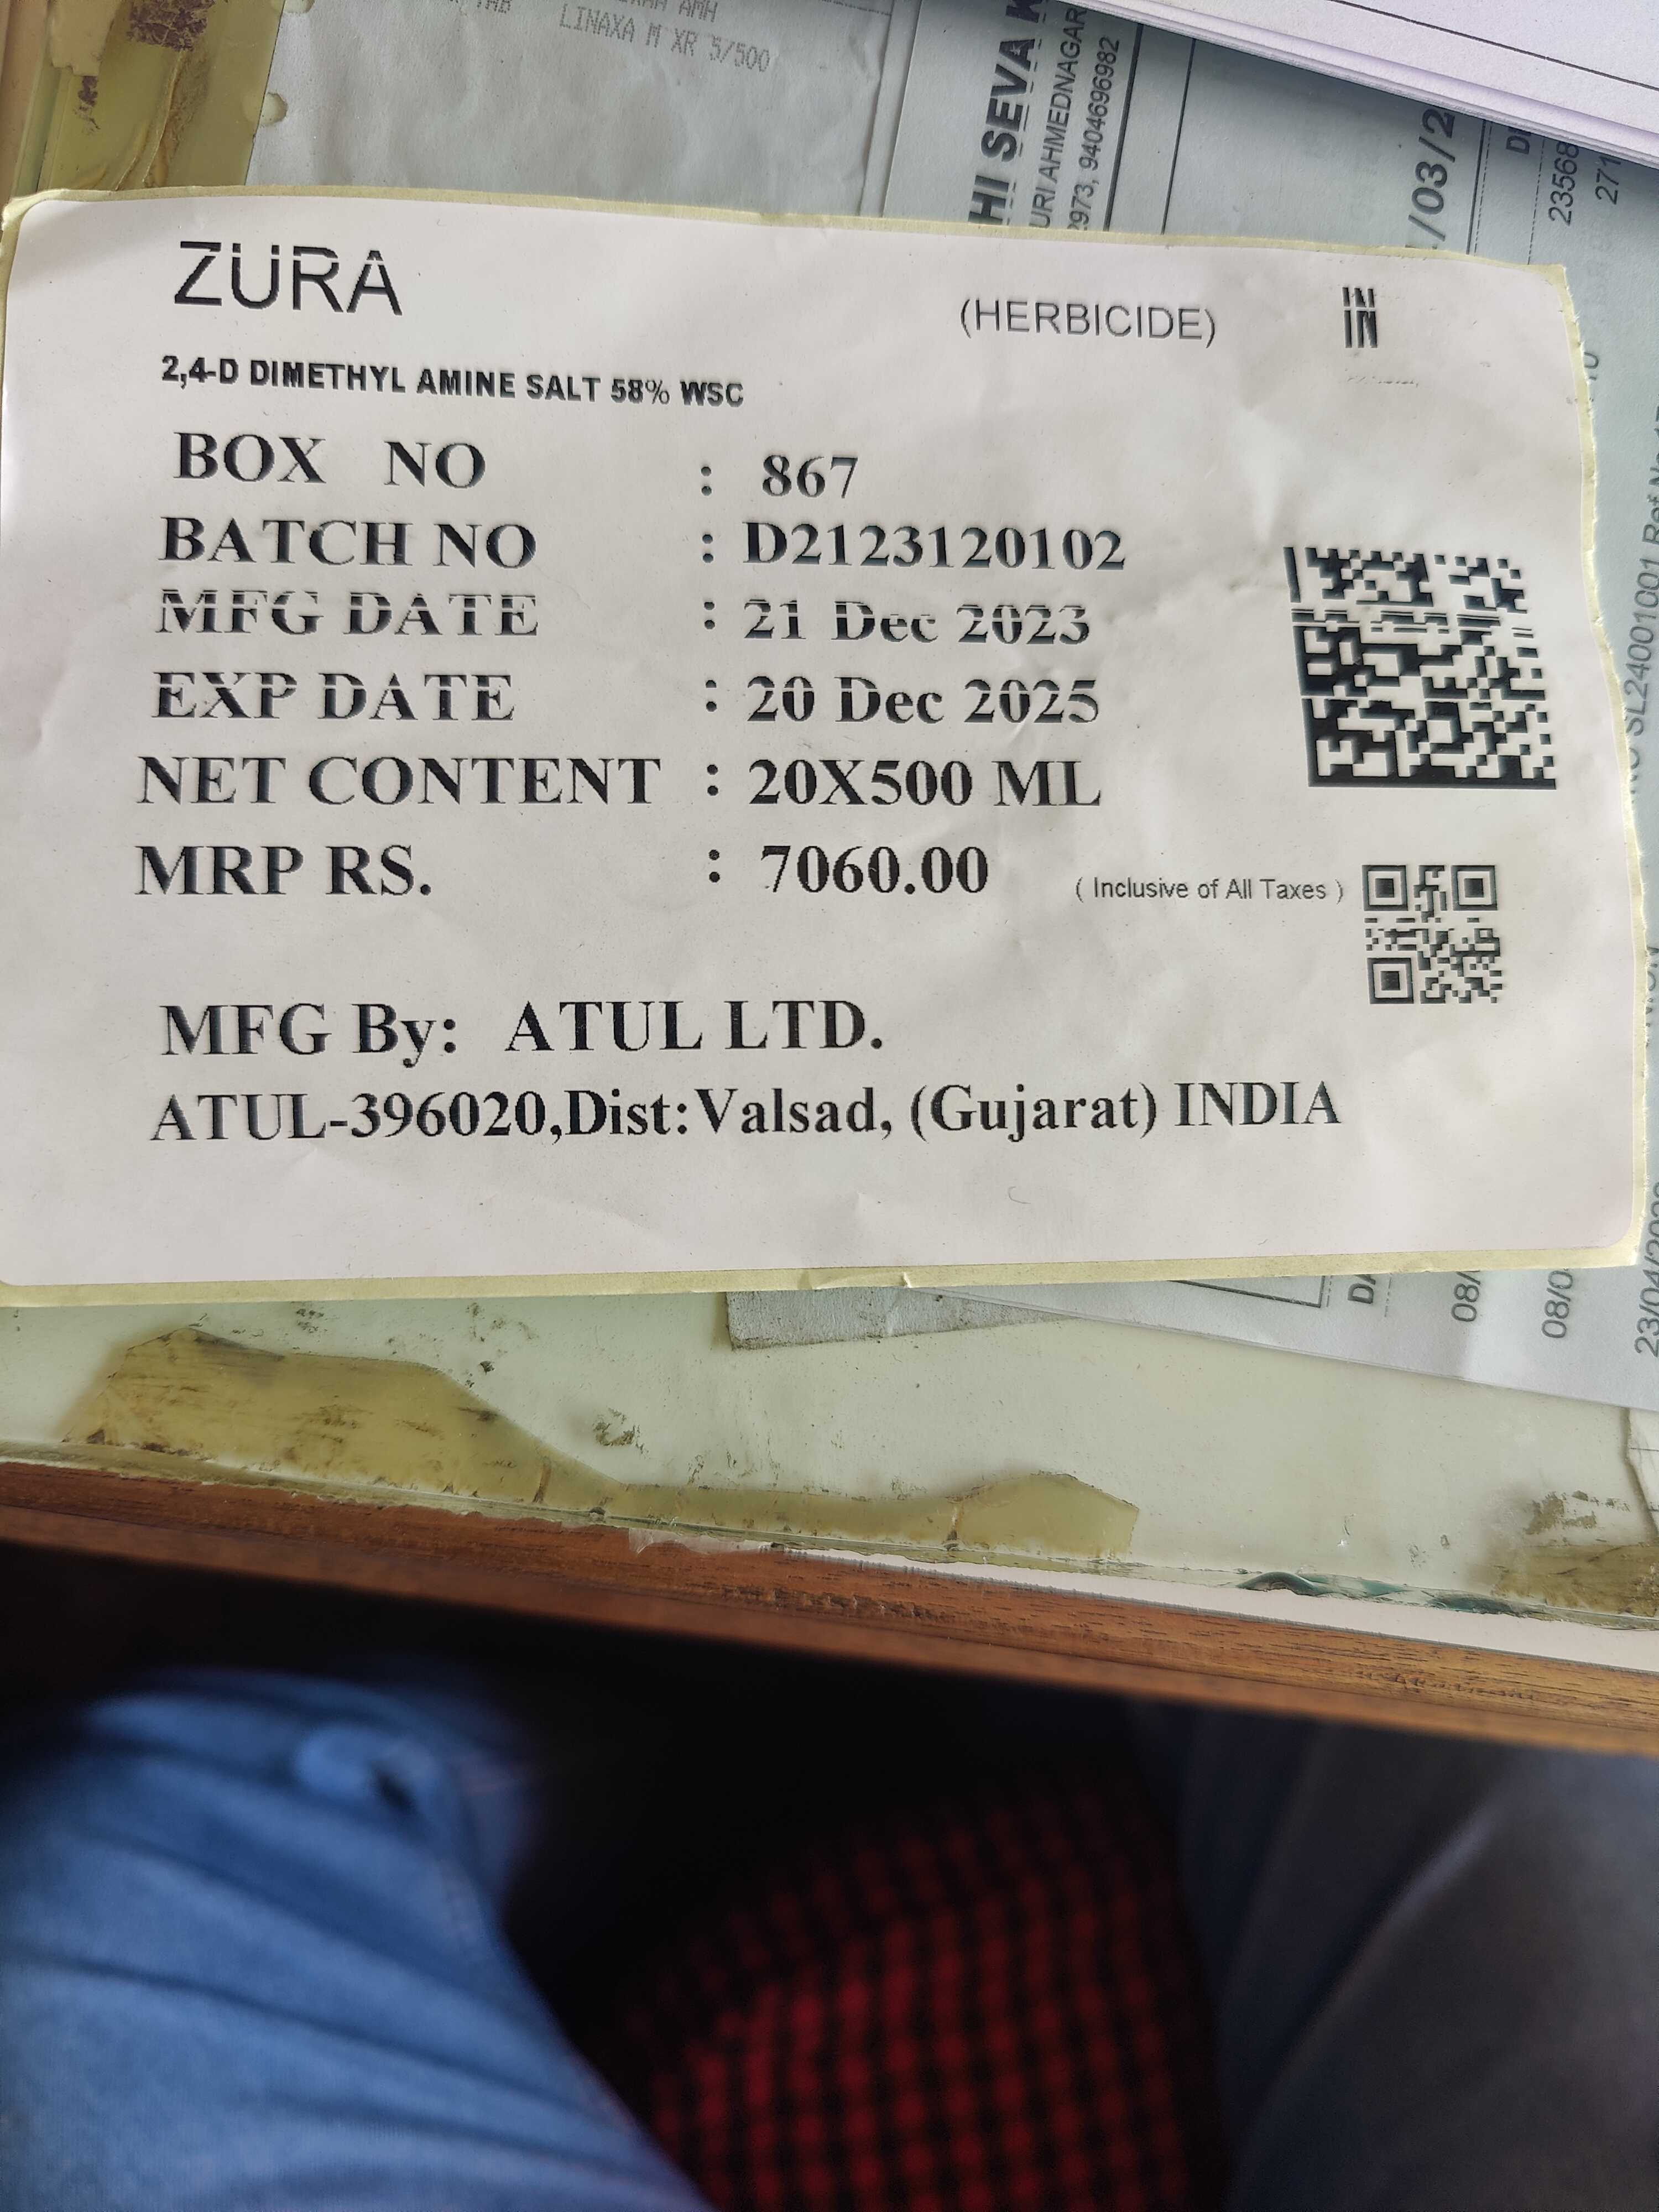 LINAXA M XR 5/500
HI SEVA K
URI AHMEDNAGAR
2973, 9404696982
/03/2
23568
271
ZURA
(HERBICIDE)
IN
2,4-D DIMETHYL AMINE SALT 58% WSC
BOX NO : 867
BATCH NO : D2123120102
MFG DATE : 21 Dec 2023
EXP DATE : 20 Dec 2025
NET CONTENT : 20X500 ML
MRP RS. : 7060.00 ( Inclusive of All Taxes )
MFG By: ATUL LTD.
ATUL-396020,Dist:Valsad, (Gujarat) INDIA
SL24001001
DA
08/
08/0
23/04/